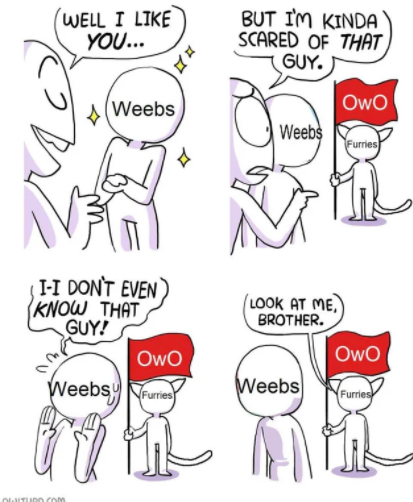 WELL I LIKE
YOU...
Weebs
BUT I'M KINDA
SCARED OF THAT
GUY.
Weebs
OwO
Furries
I-I DON'T EVEN
KNOW THAT
GUY!
Weebs
OwO
Furries
LOOK AT ME,
BROTHER.
Weebs
OwO
Furries